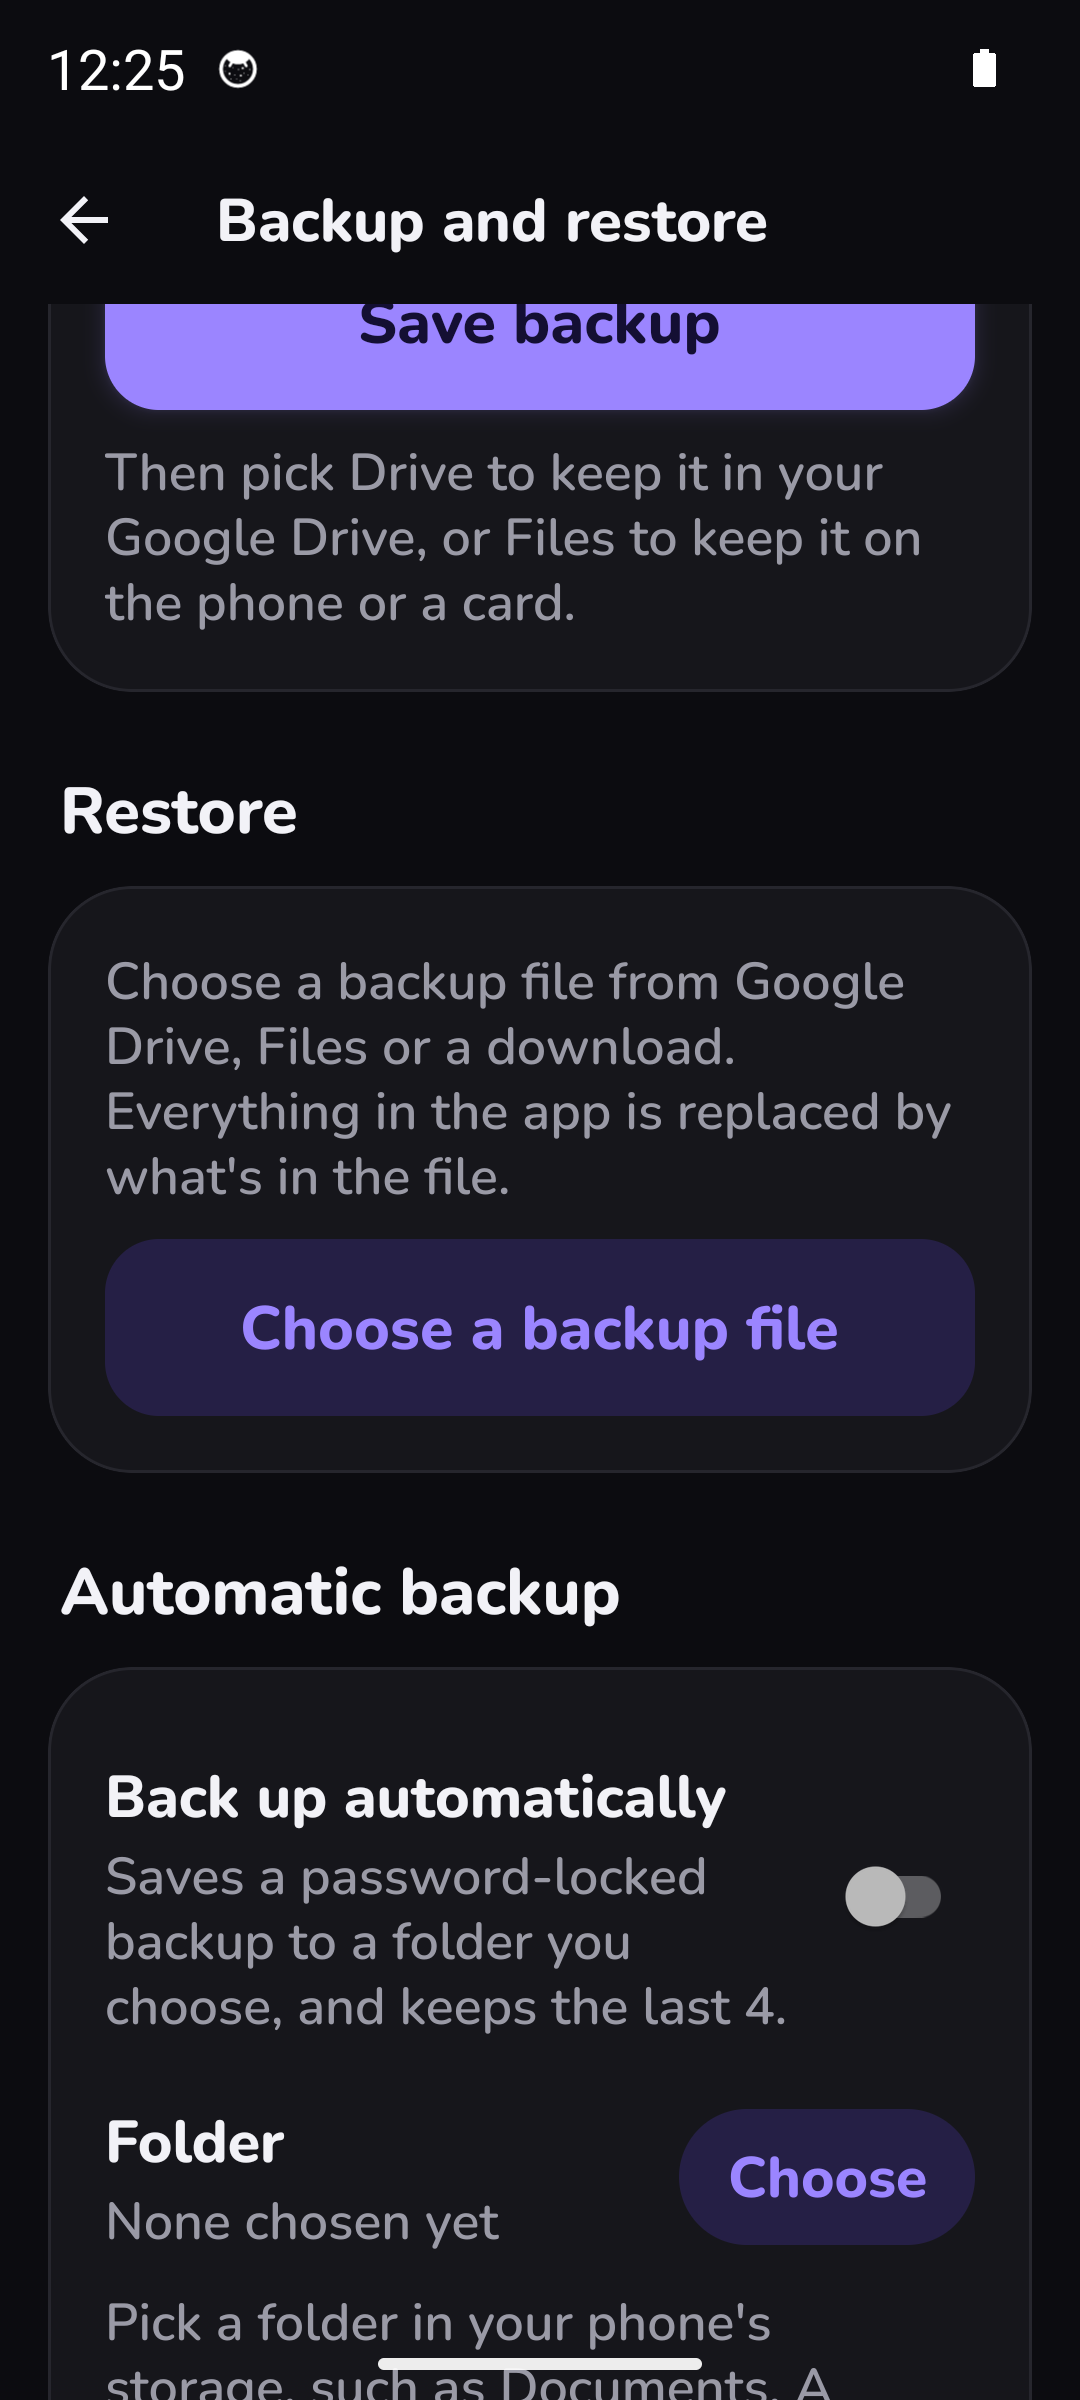 12:25
Backup and restore
Save backup
Then pick Drive to keep it in your
Google Drive, or Files to keep it on
the phone or a card.
Restore
Choose a backup file from Google
Drive, Files or a download.
Everything in the app is replaced by
what's in the file.
Choose a backup file
Automatic backup
Back up automatically
Saves a password-locked
backup to a folder you
choose, and keeps the last 4.
Folder
Choose
None chosen yet
Pick a folder in your phone's
storage, such as Documents. A